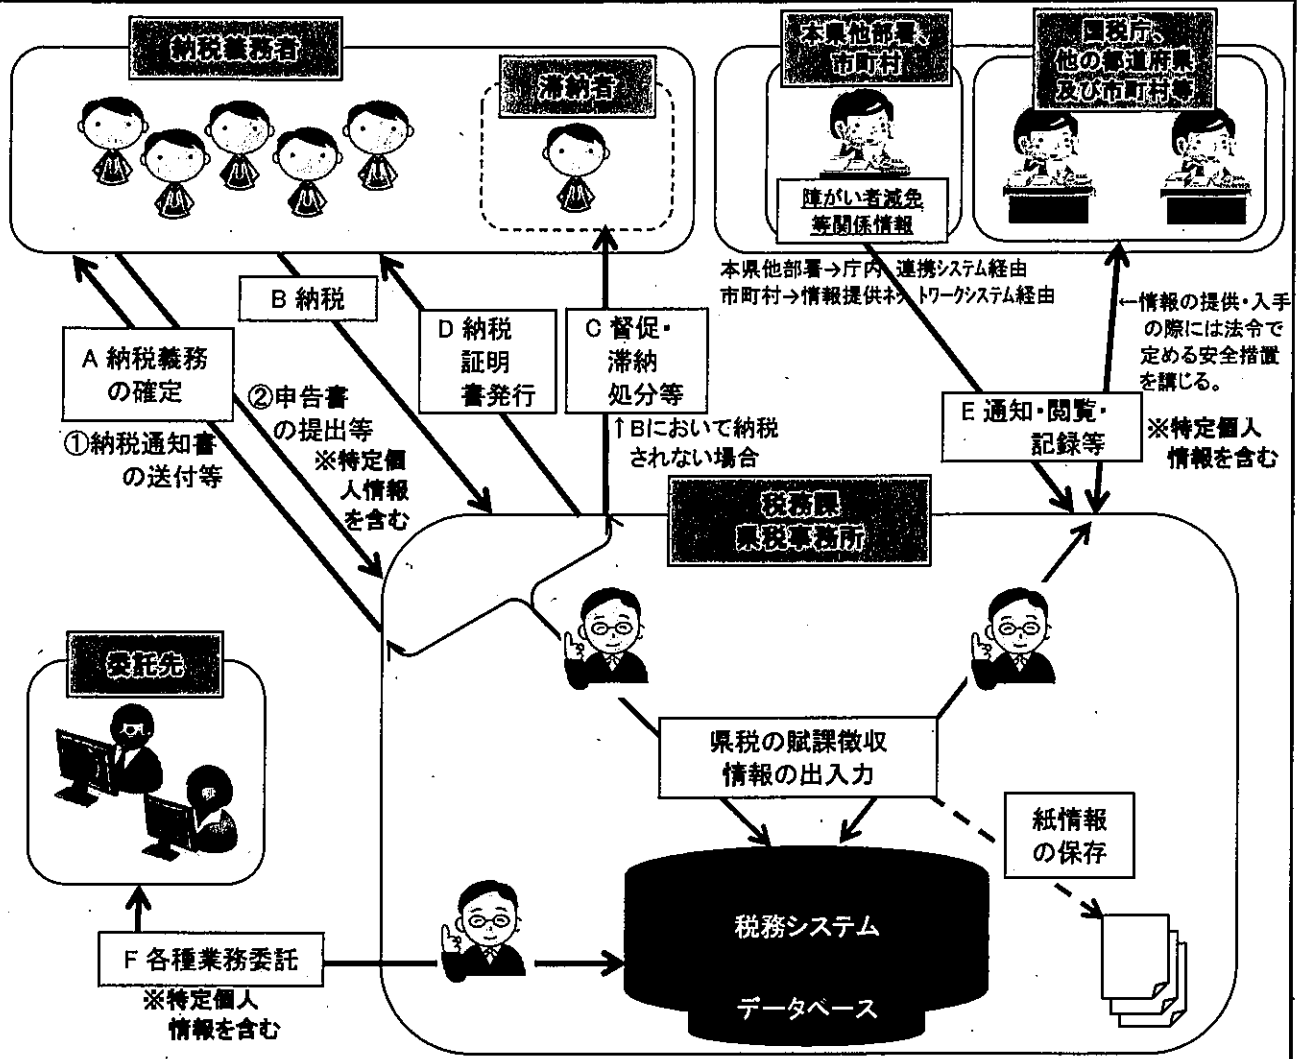 納税義務者
滞納者
本県他部署、
市町村
国税庁、
他の都道府県
及び市町村等
障がい者減免
等関係情報
本県他部署→庁内 連携システム経由
市町村→情報提供ネットワークシステム経由
←情報の提供・入手
の際には法令で
定める安全措置
を講じる。
A 納税義務
の確定
①納税通知書
の送付等
②申告書
の提出等
※特定個
人情報
を含む
B 納税
D 納税
証明
書発行
C 督促・
滞納
処分等
↑Bにおいて納税
されない場合
E 通知・閲覧・
記録等
※特定個人
情報を含む
税務課
県税事務所
委託先
県税の賦課徴収
情報の出入力
紙情報
の保存
F 各種業務委託
※特定個人
情報を含む
税務システム
データベース